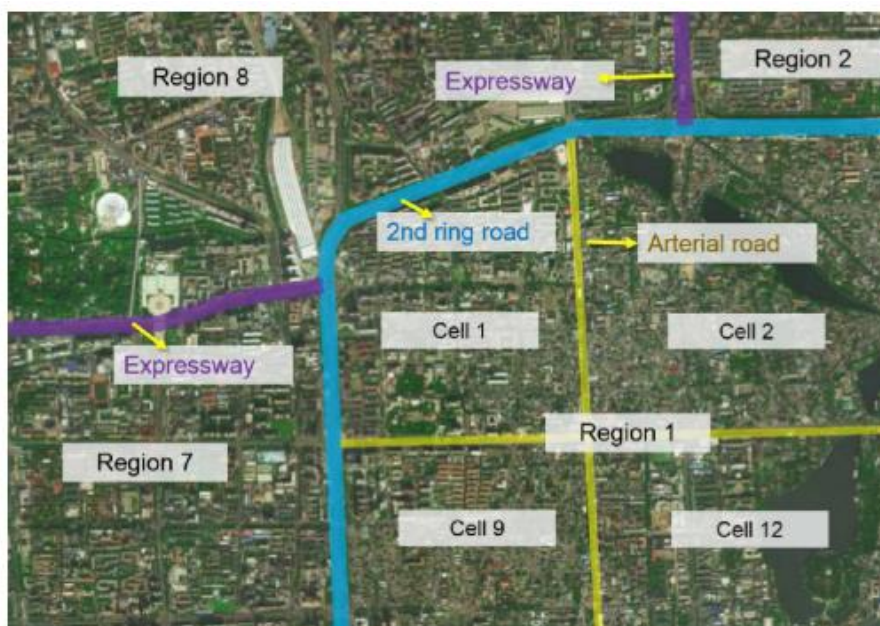 Region 8
Region 2
Expressway
2nd ring road
Arterial road
Cell 1
Cell 2
Expressway
Region 1
Region 7
Cell 9
Cell 12